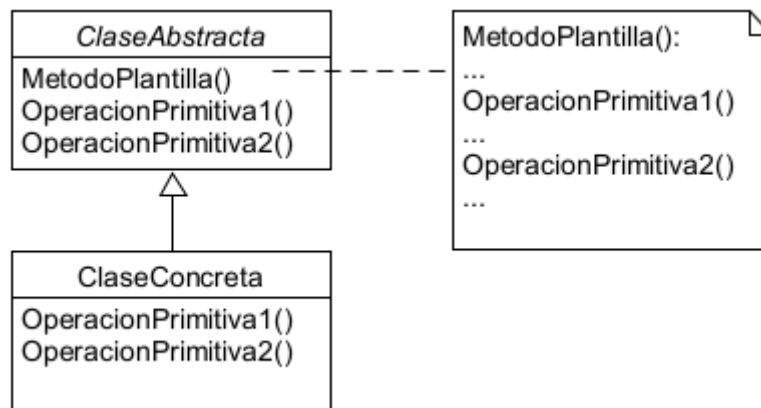 ClaseAbstracta
MetodoPlantilla()
OperacionPrimitiva1()
OperacionPrimitiva2()
MetodoPlantilla():
...
OperacionPrimitiva1()
...
OperacionPrimitiva2()
...
ClaseConcreta
OperacionPrimitiva1()
OperacionPrimitiva2()